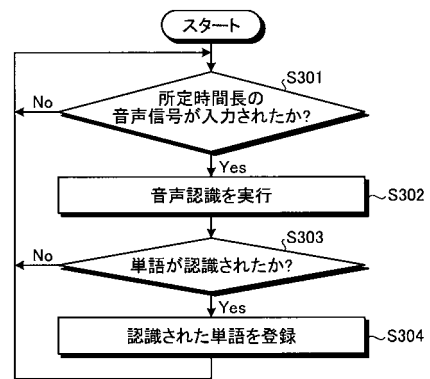 スタート
S301
所定時間長の
音声信号が入力されたか?
No
Yes
音声認識を実行
S302
S303
単語が認識されたか?
No
Yes
認識された単語を登録
S304